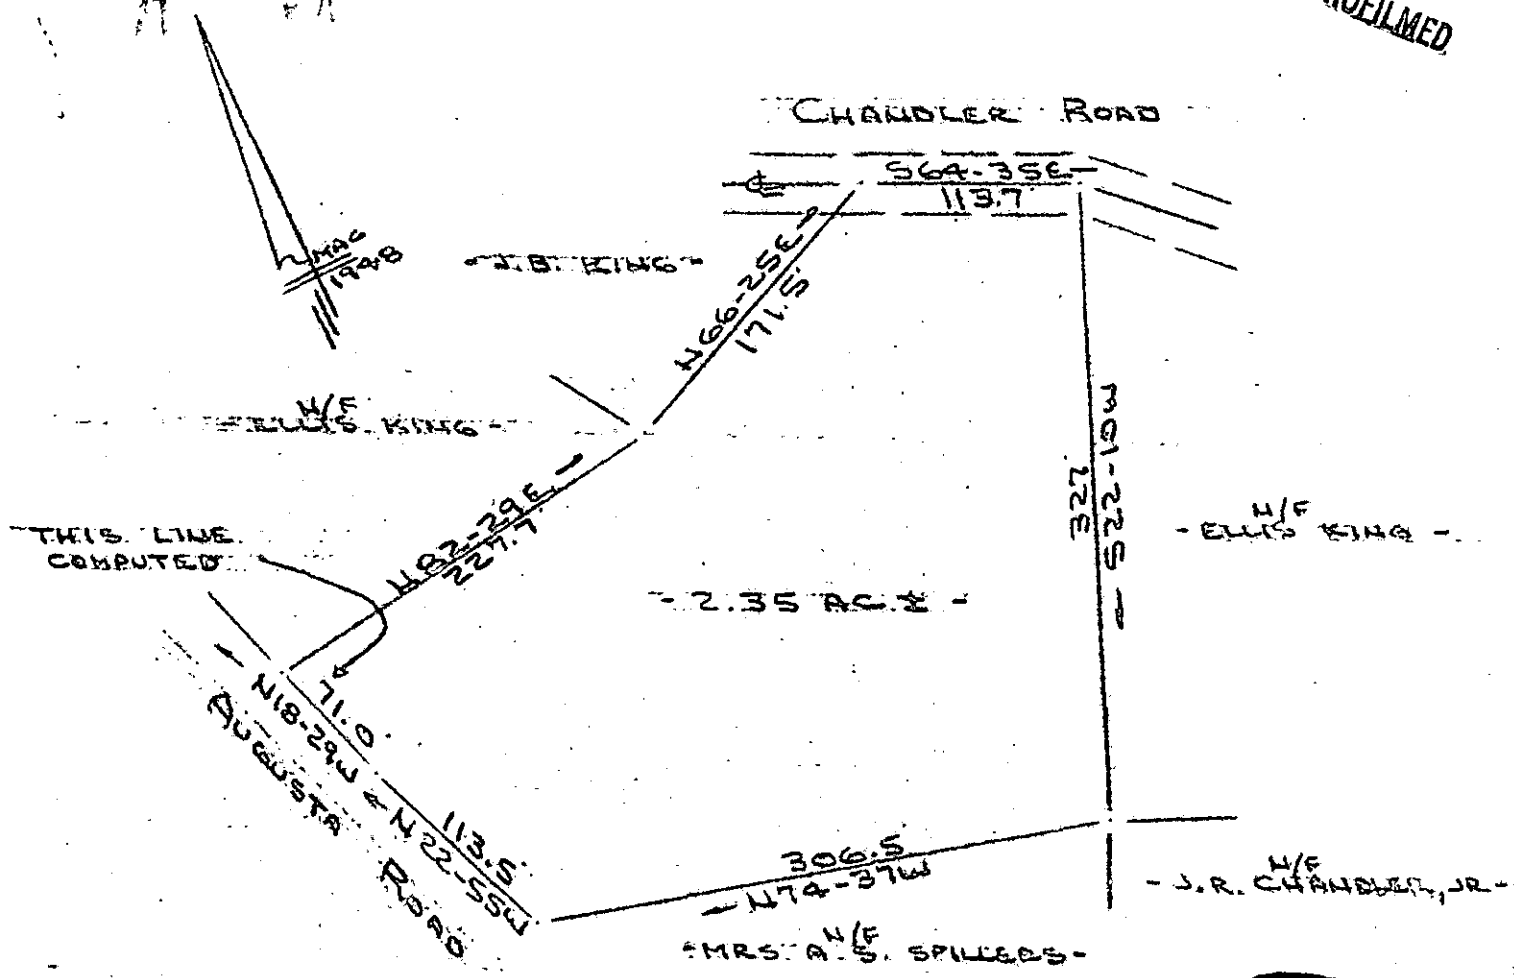 CHANDLER ROAD
S64-35E
113.7
MAG
1948
-J.B. KING-
N66-25E
171.5
N/F
-ELLIS KING-
N82-29E
227.7
THIS LINE
COMPUTED
327
S22-10W
N/F
-ELLIS KING-
-2.35 AC.±-
71.0
N18-29W
AUGUSTA ROAD
113.5
N22-55W
306.5
N74-37W
N/F
-J.R. CHANDLER, JR-
N/F
-MRS. A.S. SPILLERS-